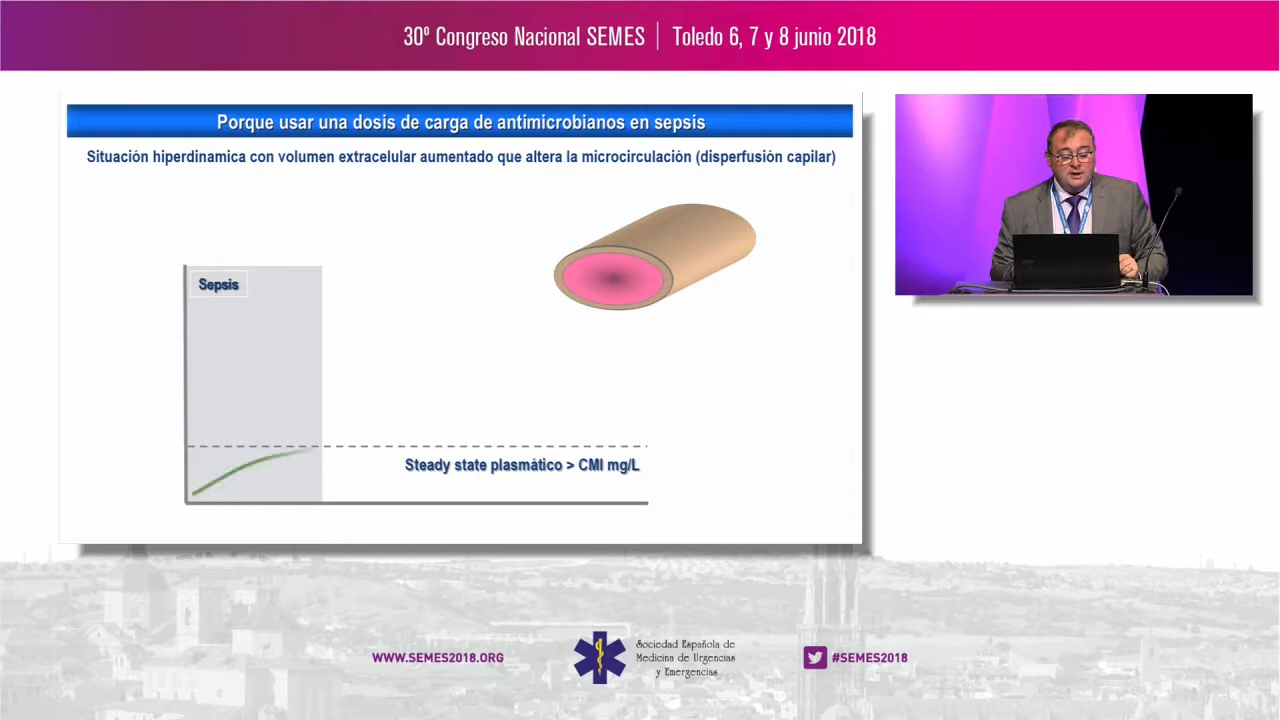 30º Congreso Nacional SEMES | Toledo 6, 7 y 8 junio 2018
Porque usar una dosis de carga de antimicrobianos en sepsis
Situación hiperdinamica con volumen extracelular aumentado que altera la microcirculación (disperfusión capilar)
Sepsis
Steady state plasmático > CMI mg/L
WWW.SEMES2018.ORG
Sociedad Española de
Medicina de Urgencias
y Emergencias
#SEMES2018